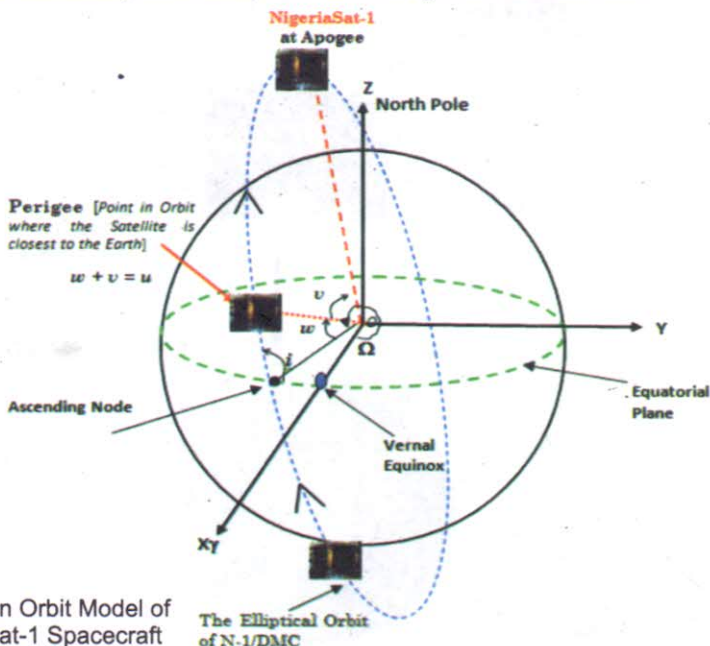 NigeriaSat-1
at Apogee
Z
North Pole
Perigee [Point in Orbit
where the Satellite is
closest to the Earth]
w + v = u
v
w
Ω
Y
i
Ascending Node
Equatorial
Plane
Vernal
Equinox
Xγ
n Orbit Model of
at-1 Spacecraft
The Elliptical Orbit
of N-1/DMC